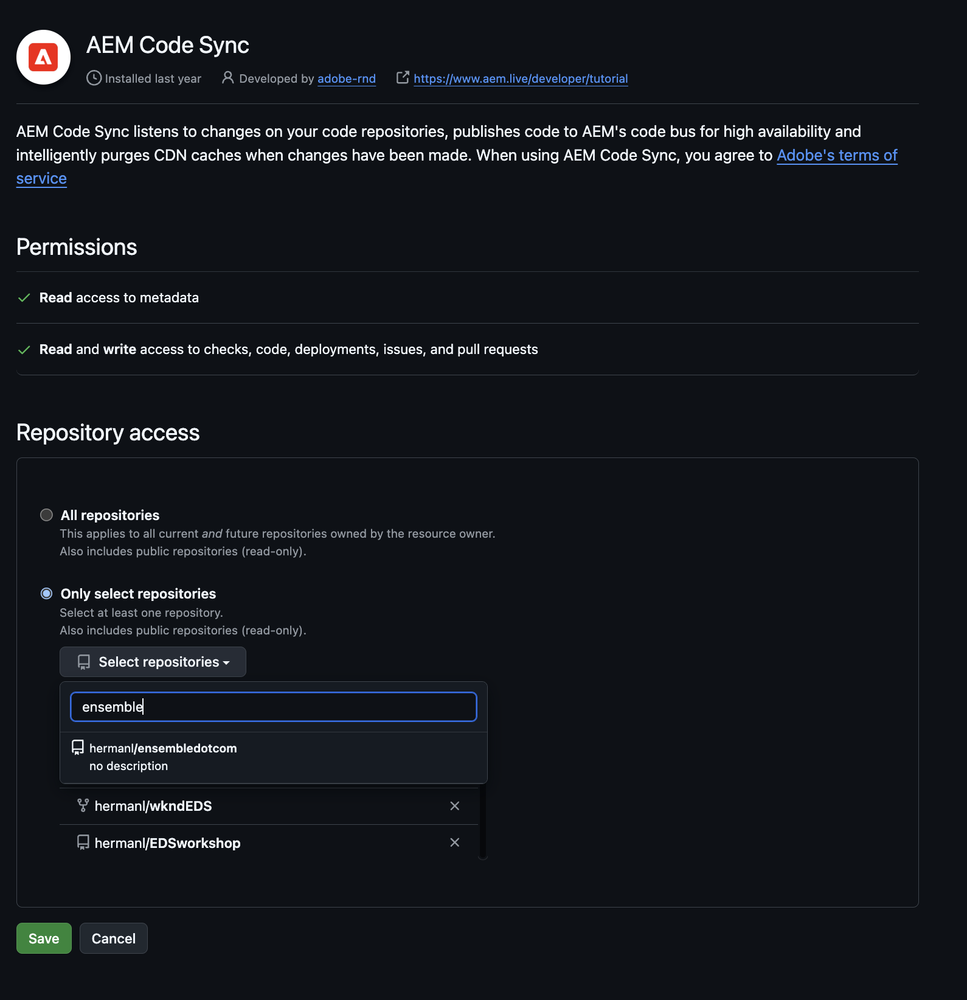 AEM Code Sync
Installed last year Developed by adobe-rnd https://www.aem.live/developer/tutorial
AEM Code Sync listens to changes on your code repositories, publishes code to AEM's code bus for high availability and
intelligently purges CDN caches when changes have been made. When using AEM Code Sync, you agree to Adobe's terms of
service
Permissions
Read access to metadata
Read and write access to checks, code, deployments, issues, and pull requests
Repository access
All repositories
This applies to all current and future repositories owned by the resource owner.
Also includes public repositories (read-only).
Only select repositories
Select at least one repository.
Also includes public repositories (read-only).
Select repositories
ensemble
hermanl/ensembledotcom
no description
hermanl/wkndEDS
hermanl/EDSworkshop
Save Cancel